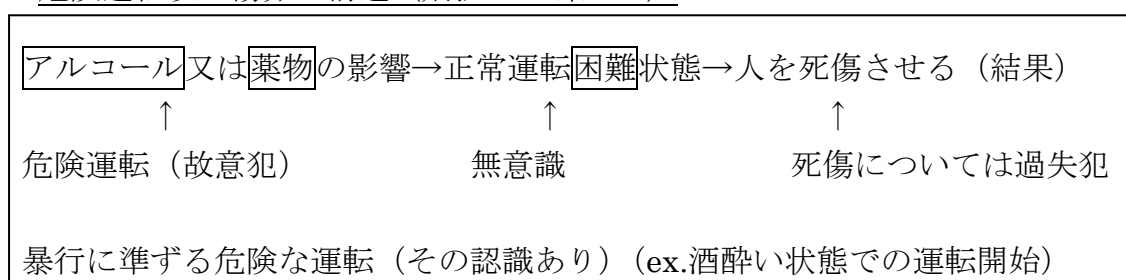 アルコール又は薬物の影響→正常運転困難状態→人を死傷させる（結果）
↑ ↑ ↑
危険運転（故意犯） 無意識 死傷については過失犯
暴行に準ずる危険な運転（その認識あり）（ex.酒酔い状態での運転開始）